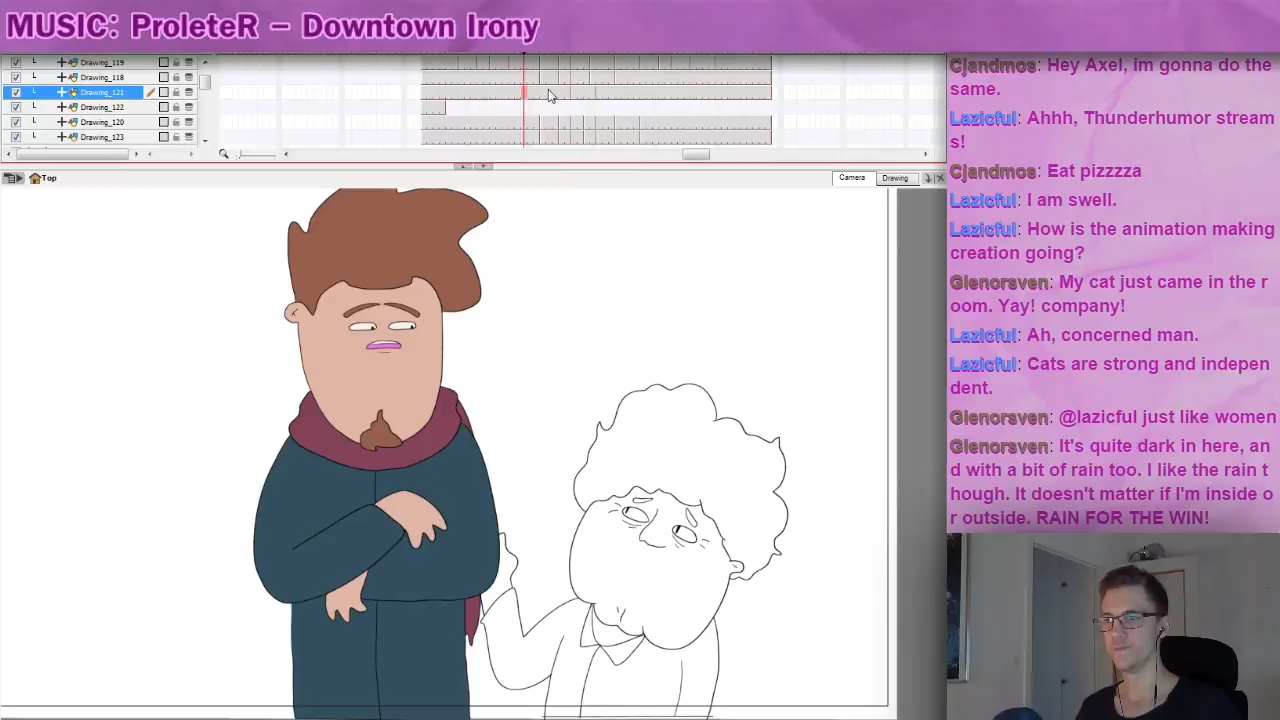 MUSIC: ProleteR – Downtown Irony
Drawing_119
Drawing_118
Drawing_121
Drawing_122
Drawing_120
Drawing_123
Top
Camera
Drawing
Cjandmos: Hey Axel, im gonna do the
same.
Lazicful: Ahhh, Thunderhumor stream
s!
Cjandmos: Eat pizzzza
Lazicful: I am swell.
Lazicful: How is the animation making
creation going?
Glenorsven: My cat just came in the r
oom. Yay! company!
Lazicful: Ah, concerned man.
Lazicful: Cats are strong and indepen
dent.
Glenorsven: @lazicful just like women
Glenorsven: It's quite dark in here, an
d with a bit of rain too. I like the rain t
hough. It doesn't matter if I'm inside o
r outside. RAIN FOR THE WIN!